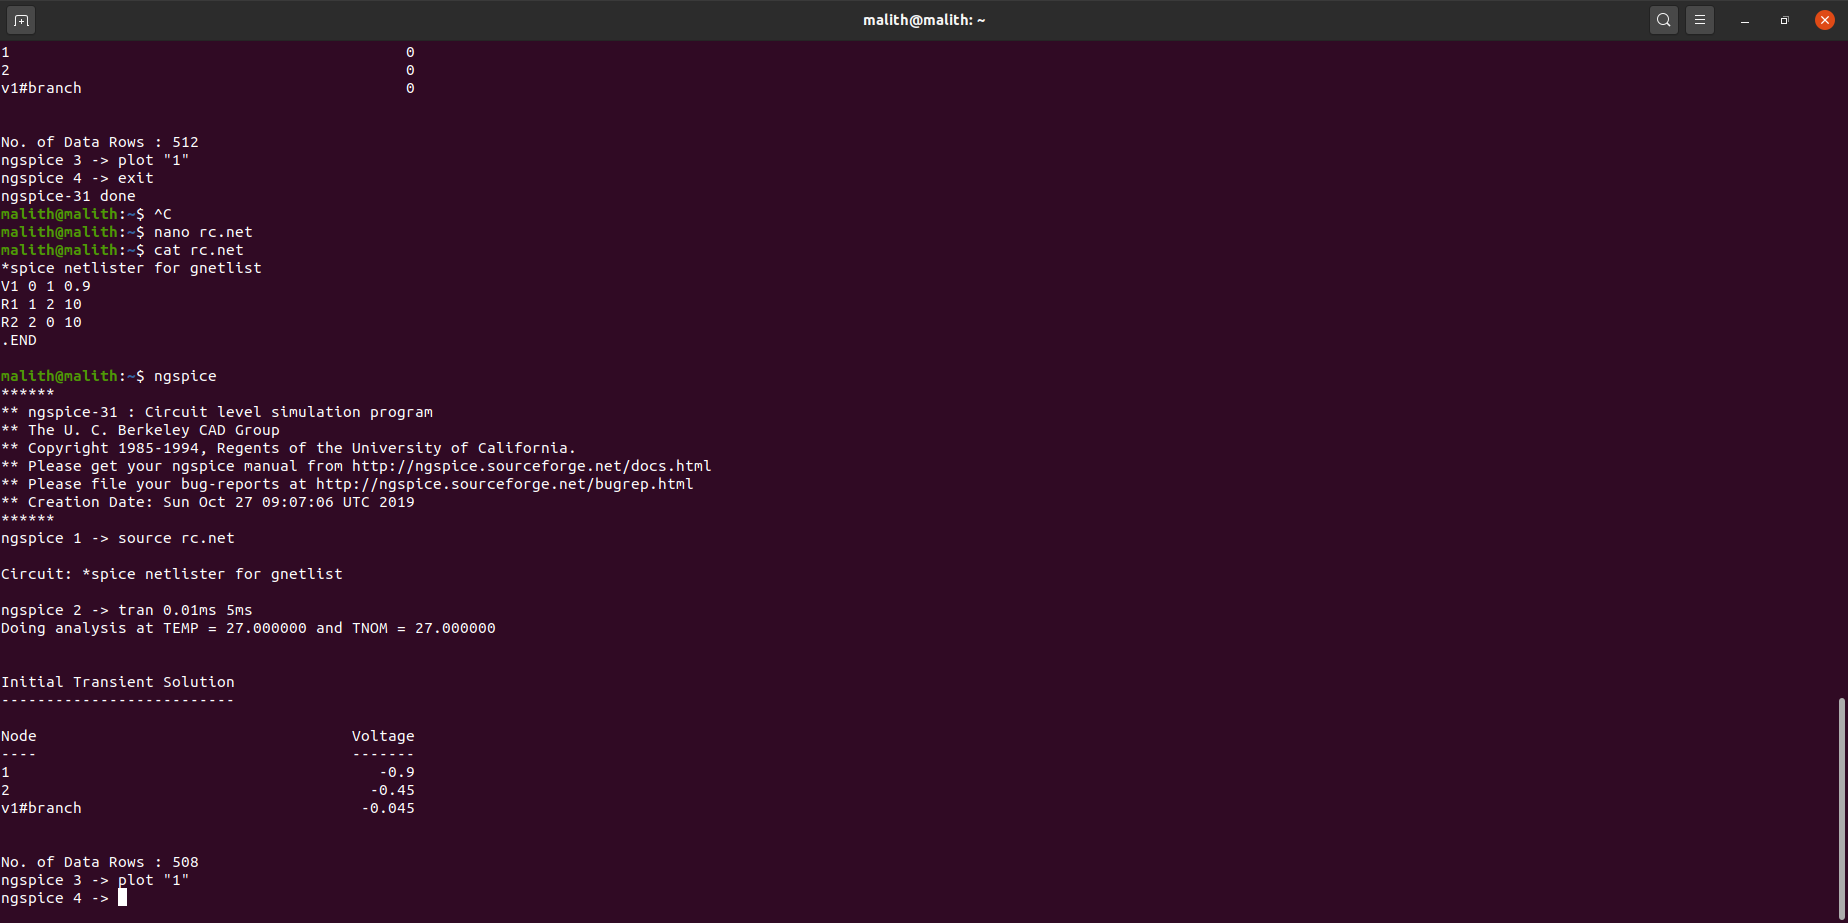 malith@malith: ~
1 0
2 0
v1#branch 0
No. of Data Rows : 512
ngspice 3 -> plot "1"
ngspice 4 -> exit
ngspice-31 done
malith@malith:~$ ^C
malith@malith:~$ nano rc.net
malith@malith:~$ cat rc.net
*spice netlister for gnetlist
V1 0 1 0.9
R1 1 2 10
R2 2 0 10
.END
malith@malith:~$ ngspice
******
** ngspice-31 : Circuit level simulation program
** The U. C. Berkeley CAD Group
** Copyright 1985-1994, Regents of the University of California.
** Please get your ngspice manual from http://ngspice.sourceforge.net/docs.html
** Please file your bug-reports at http://ngspice.sourceforge.net/bugrep.html
** Creation Date: Sun Oct 27 09:07:06 UTC 2019
******
ngspice 1 -> source rc.net
Circuit: *spice netlister for gnetlist
ngspice 2 -> tran 0.01ms 5ms
Doing analysis at TEMP = 27.000000 and TNOM = 27.000000
Initial Transient Solution
--------------------------
Node Voltage
---- -------
1 -0.9
2 -0.45
v1#branch -0.045
No. of Data Rows : 508
ngspice 3 -> plot "1"
ngspice 4 ->